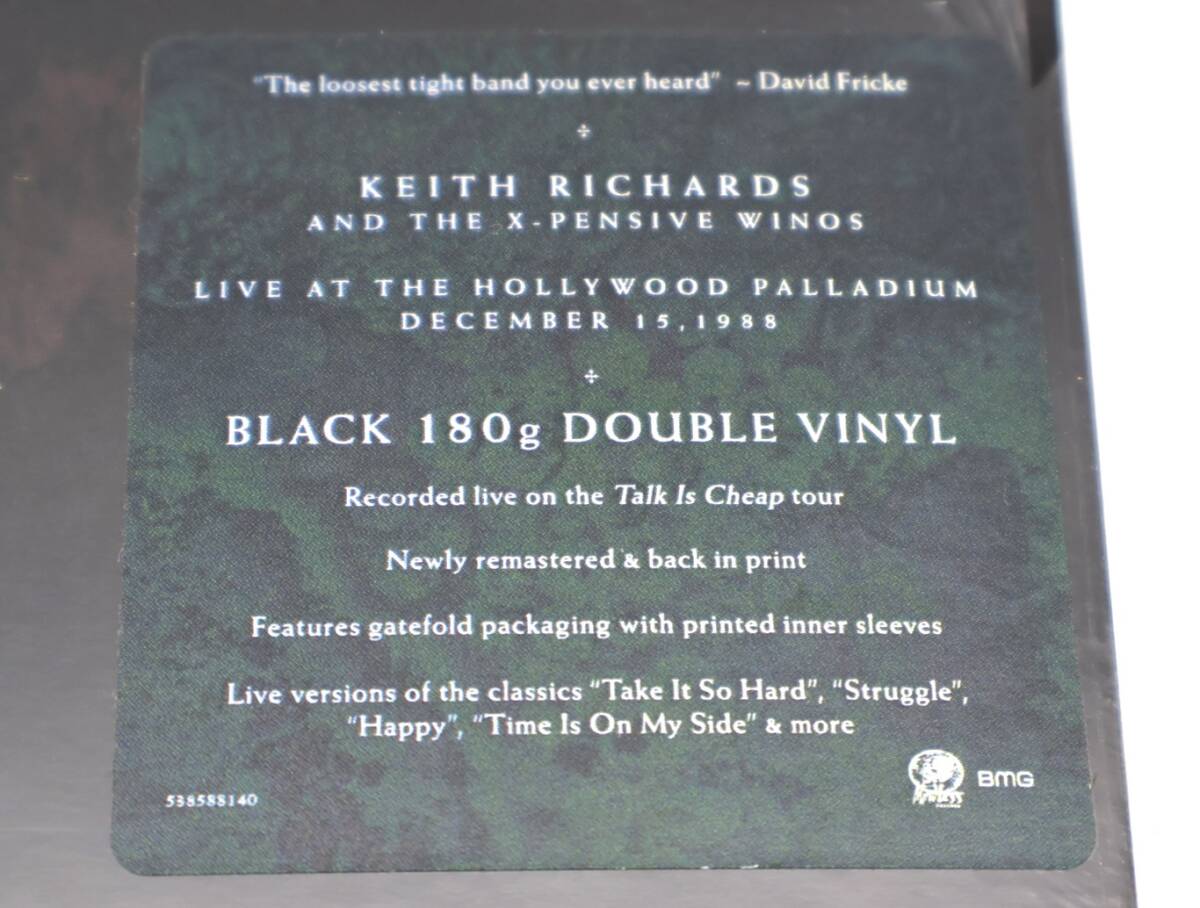 "The loosest tight band you ever heard" ~ David Fricke
KEITH RICHARDS
AND THE X-PENSIVE WINOS
LIVE AT THE HOLLYWOOD PALLADIUM
DECEMBER 15, 1988
BLACK 180g DOUBLE VINYL
Recorded live on the Talk Is Cheap tour
Newly remastered & back in print
Features gatefold packaging with printed inner sleeves
Live versions of the classics "Take It So Hard", "Struggle",
"Happy", "Time Is On My Side" & more
538588140
BMG